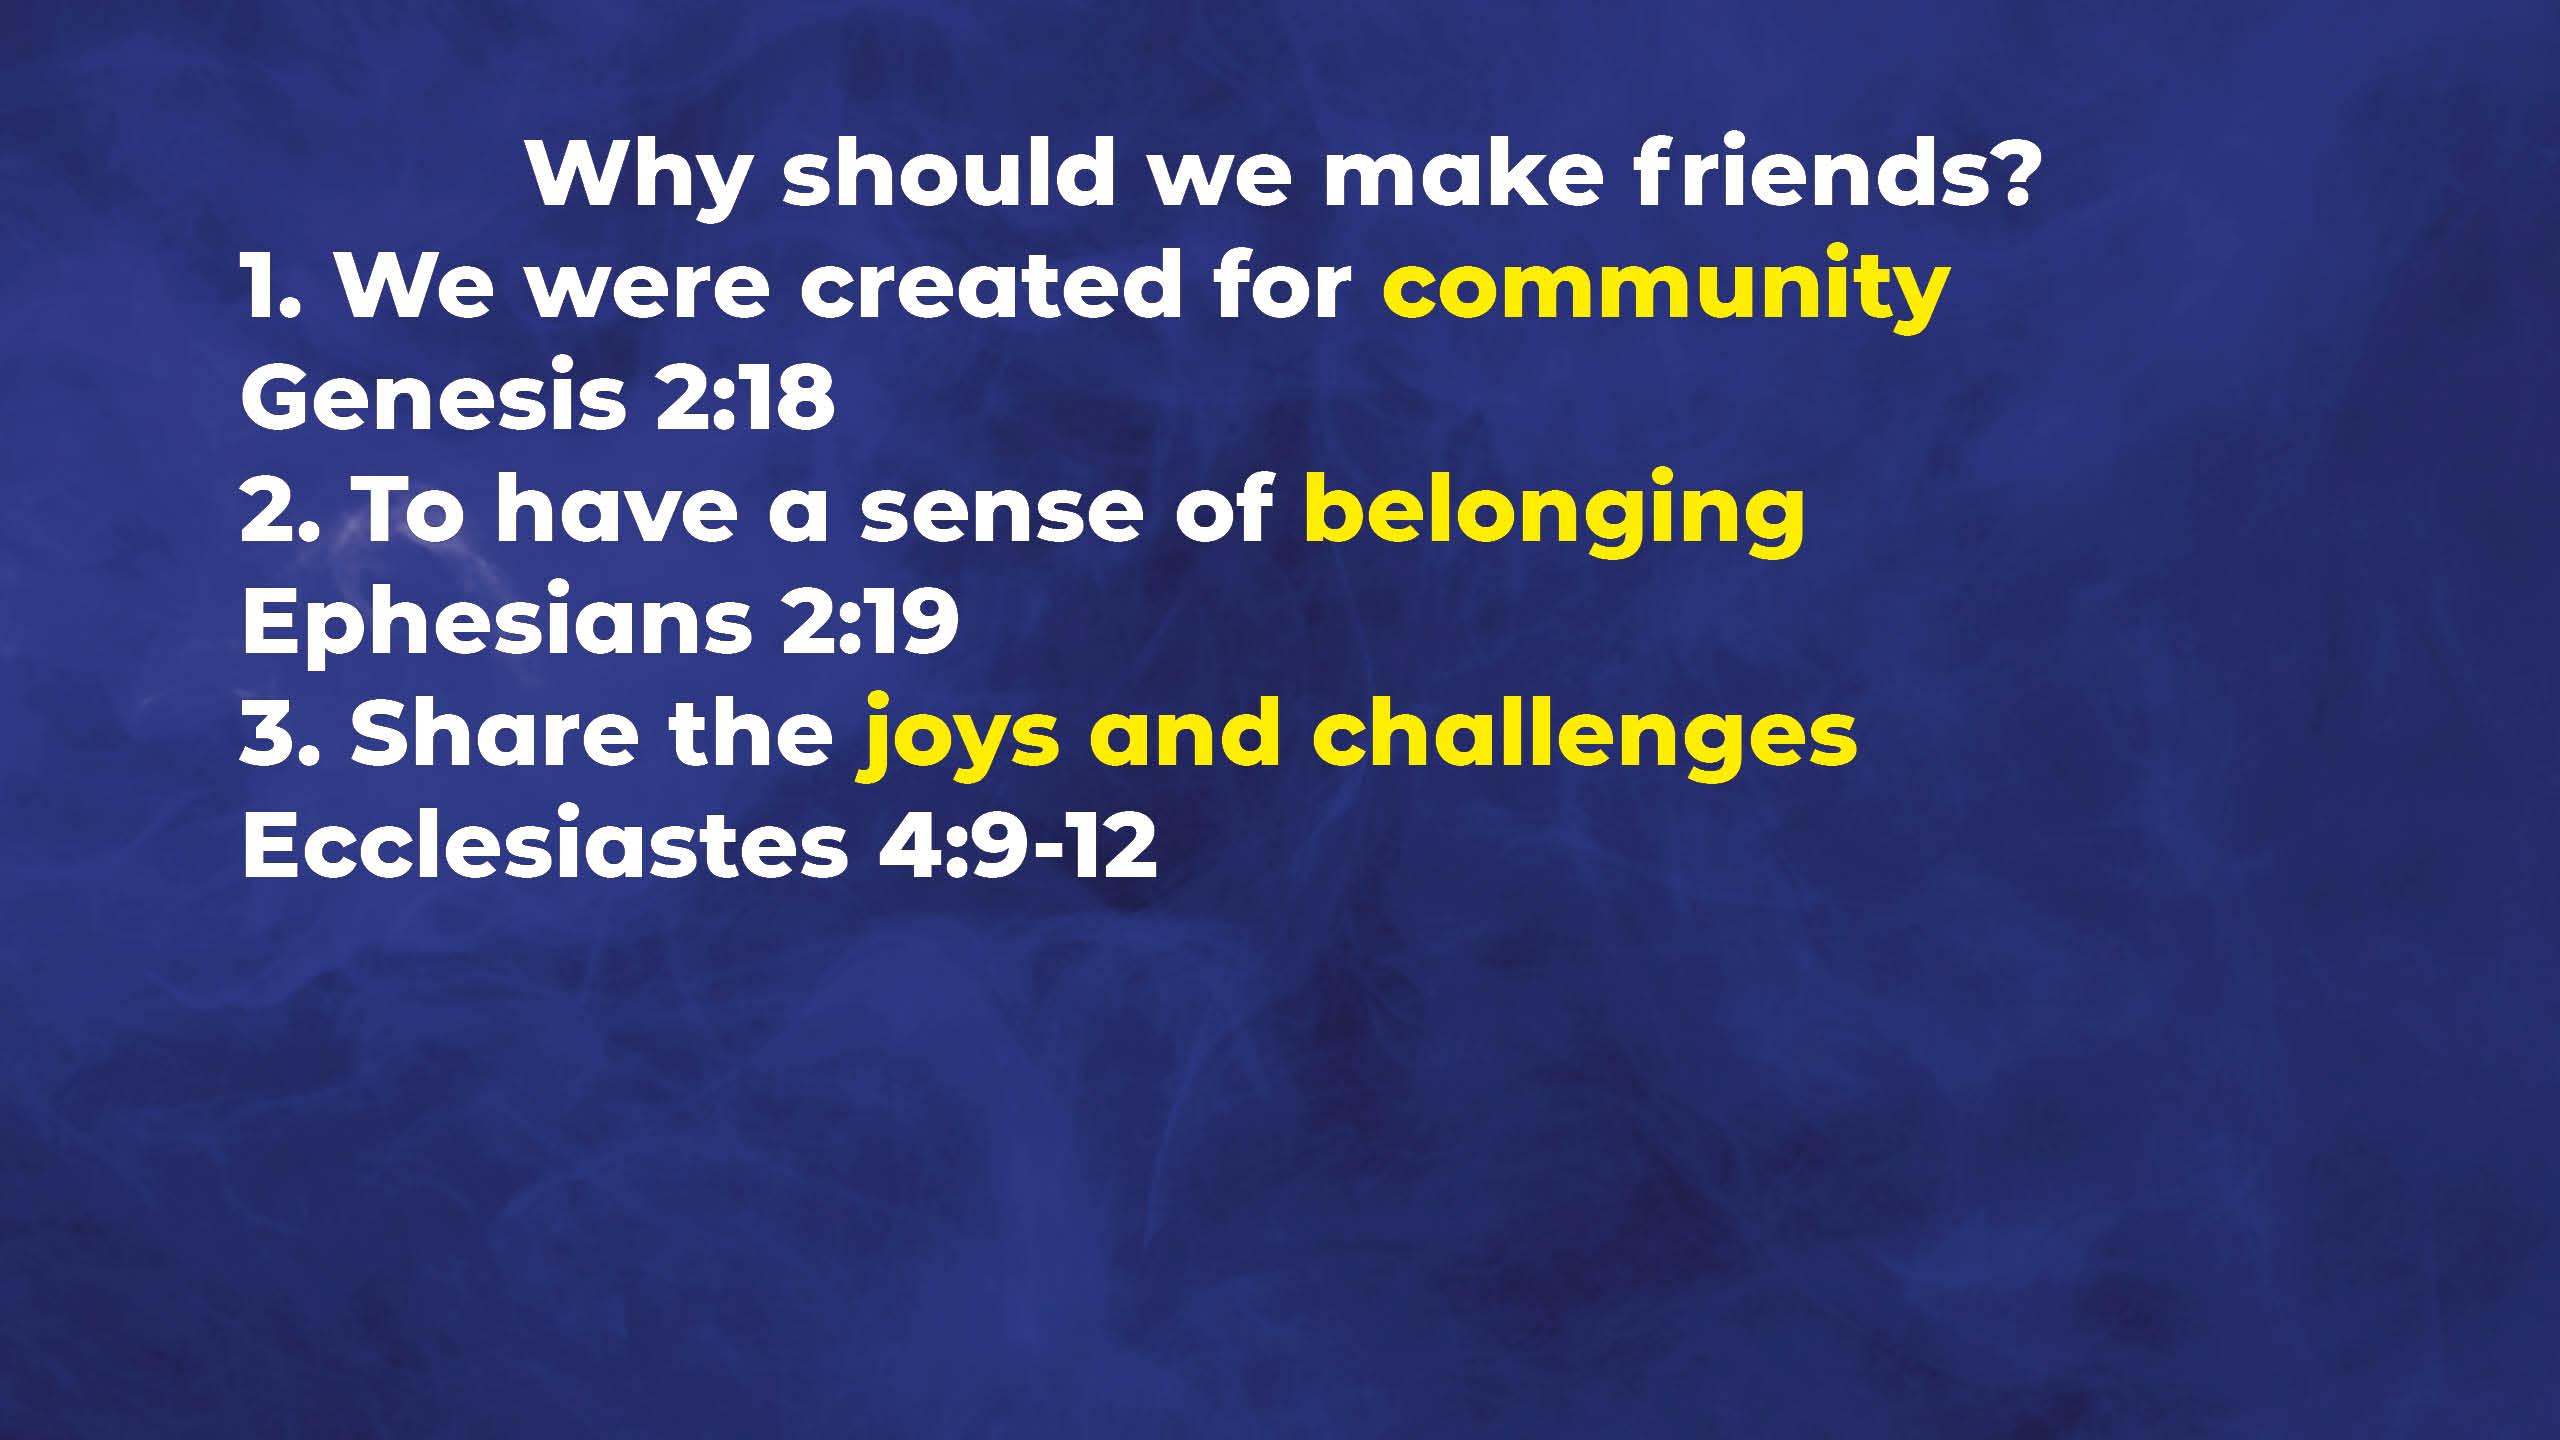 Why should we make friends?
1. We were created for community
Genesis 2:18
2. To have a sense of belonging
Ephesians 2:19
3. Share the joys and challenges
Ecclesiastes 4:9-12